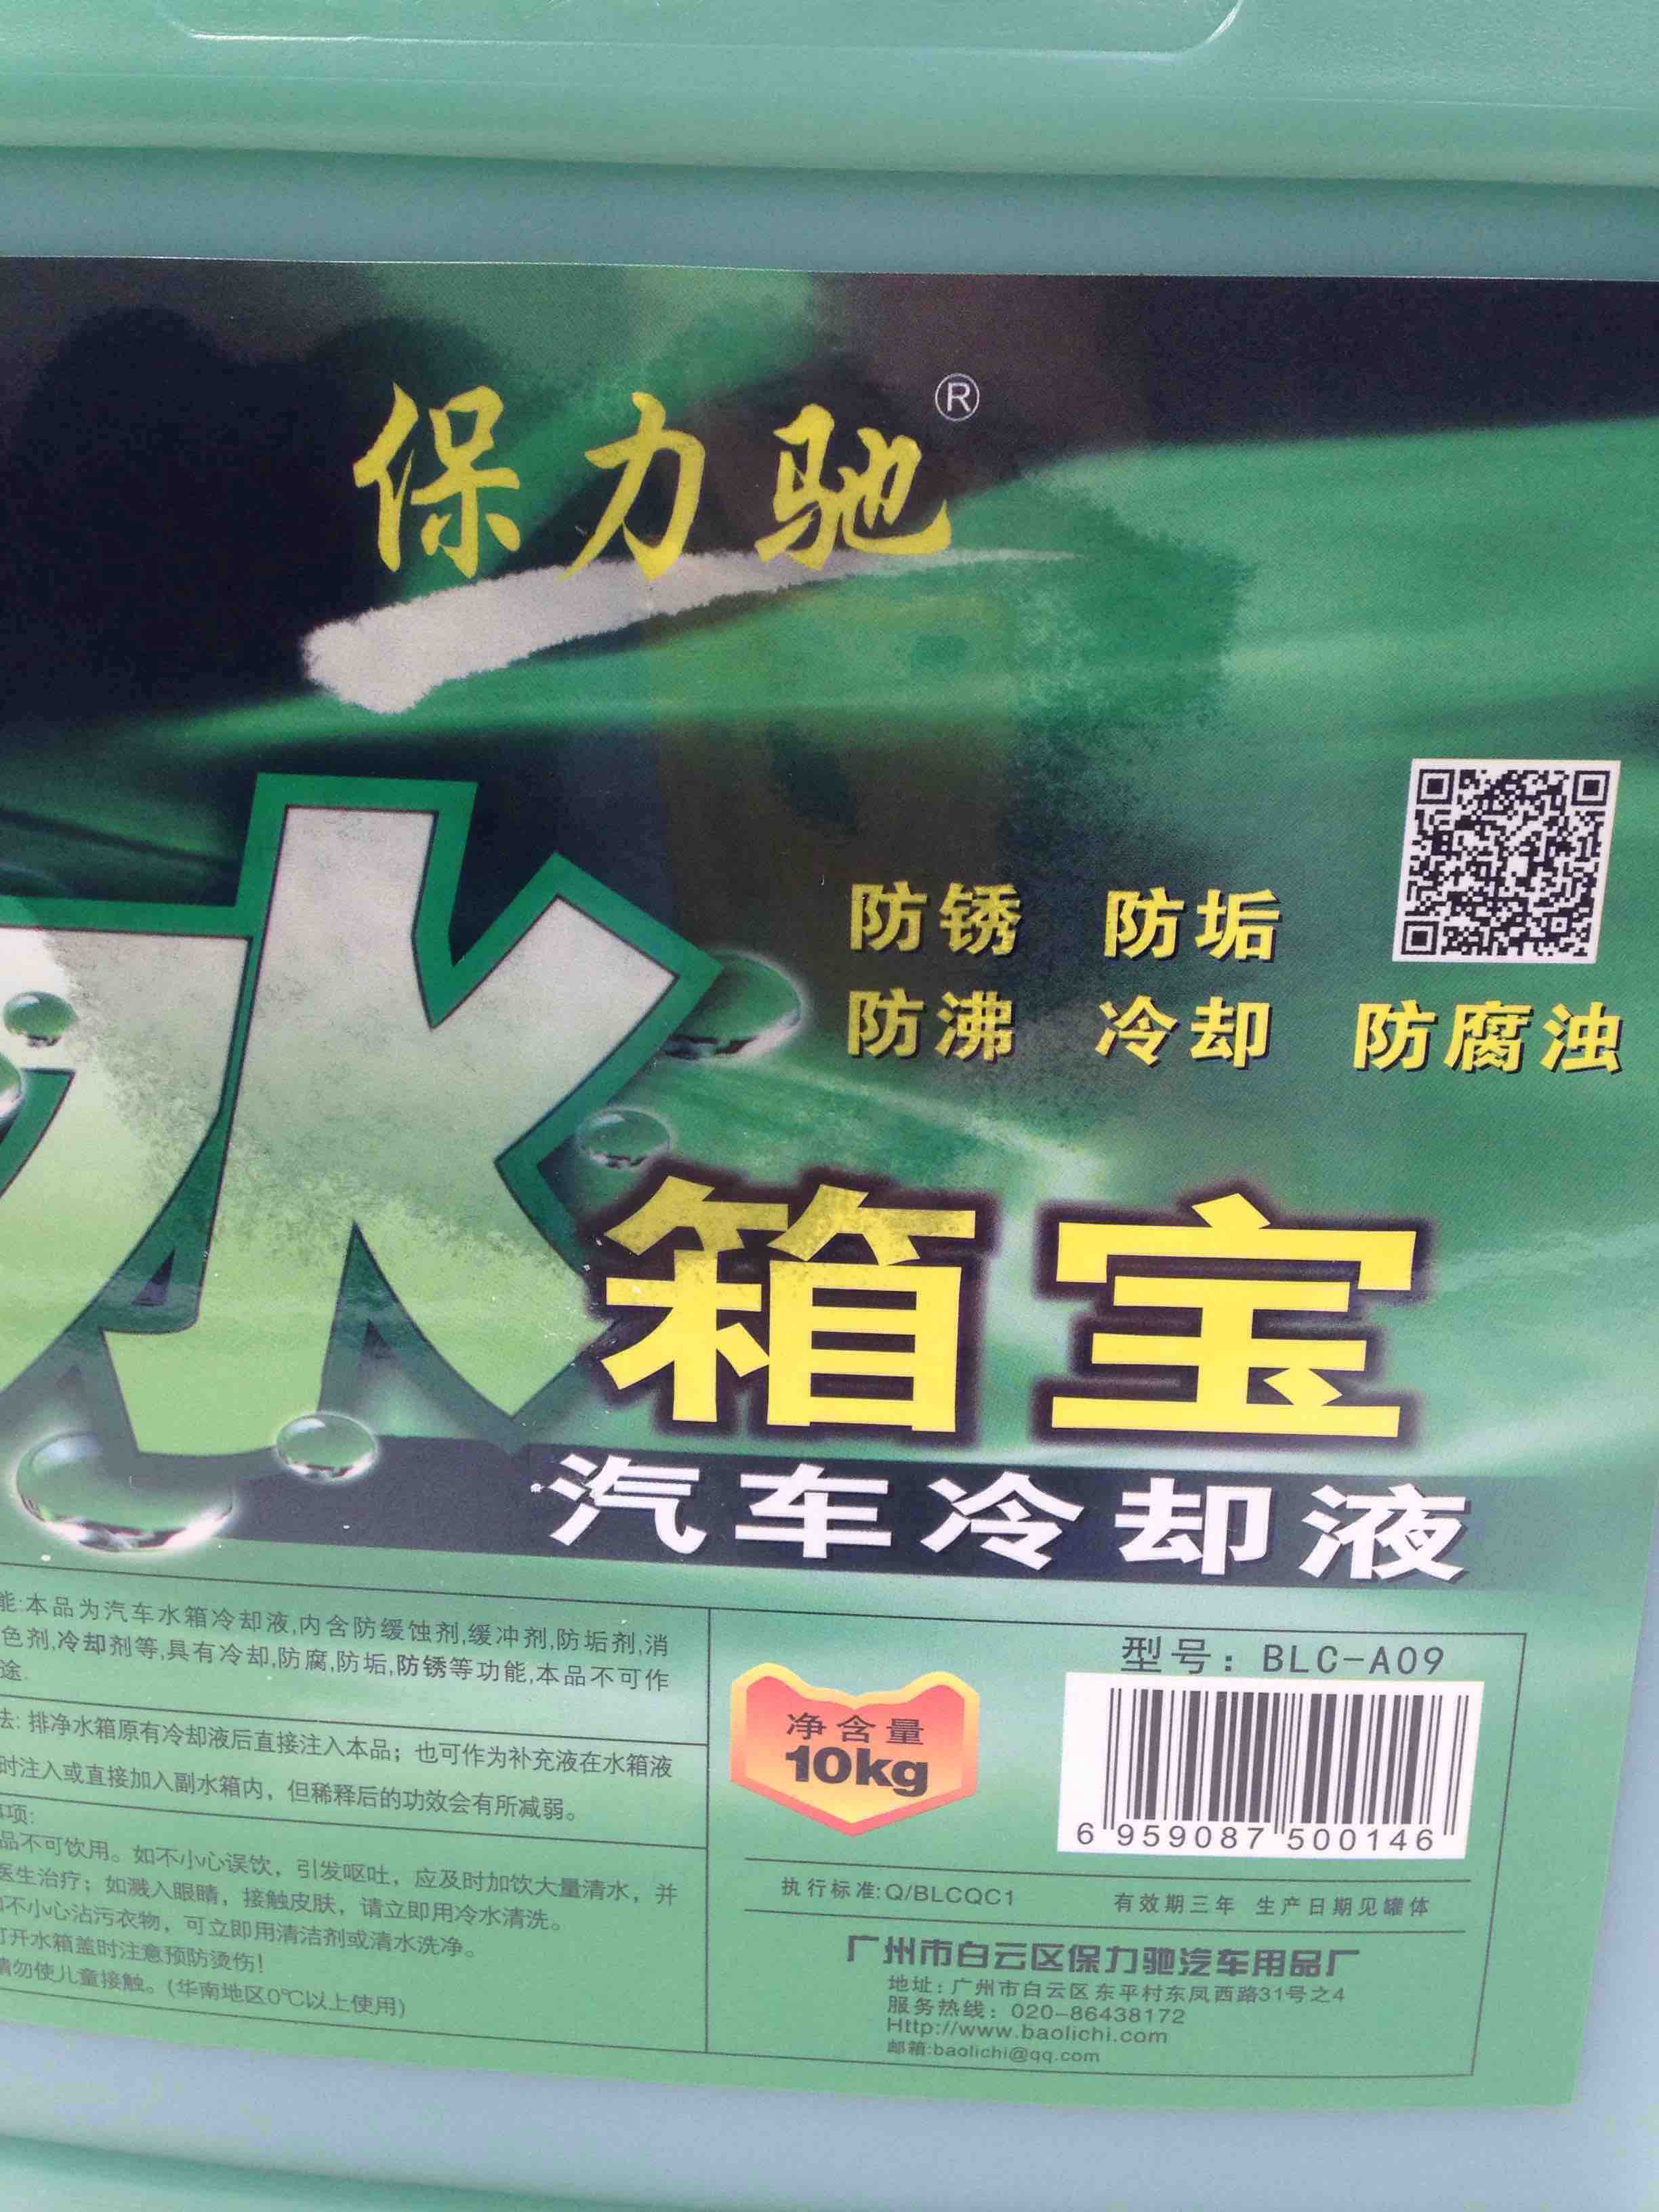 保力驰®
防锈 防垢
防沸 冷却 防腐浊
水箱宝
汽车冷却液
能:本品为汽车水箱冷却液,内含防缓蚀剂,缓冲剂,防垢剂,消
色剂,冷却剂等,具有冷却,防腐,防垢,防锈等功能,本品不可作
途.
法: 排净水箱原有冷却液后直接注入本品；也可作为补充液在水箱液
时注入或直接加入副水箱内，但稀释后的功效会有所减弱。
事项:
品不可饮用。如不小心误饮，引发呕吐，应及时加饮大量清水，并
医生治疗；如溅入眼睛，接触皮肤，请立即用冷水清洗。
如不小心沾污衣物，可立即用清洁剂或清水洗净。
打开水箱盖时注意预防烫伤!
请勿使儿童接触。(华南地区0℃以上使用)
净含量
10kg
型号：BLC-A09
6 959087 500146
执行标准:Q/BLCQC1 有效期三年 生产日期见罐体
广州市白云区保力驰汽车用品厂
地址：广州市白云区东平村东凤西路31号之4
服务热线：020-86438172
Http://www.baolichi.com
邮箱:baolichi@qq.com